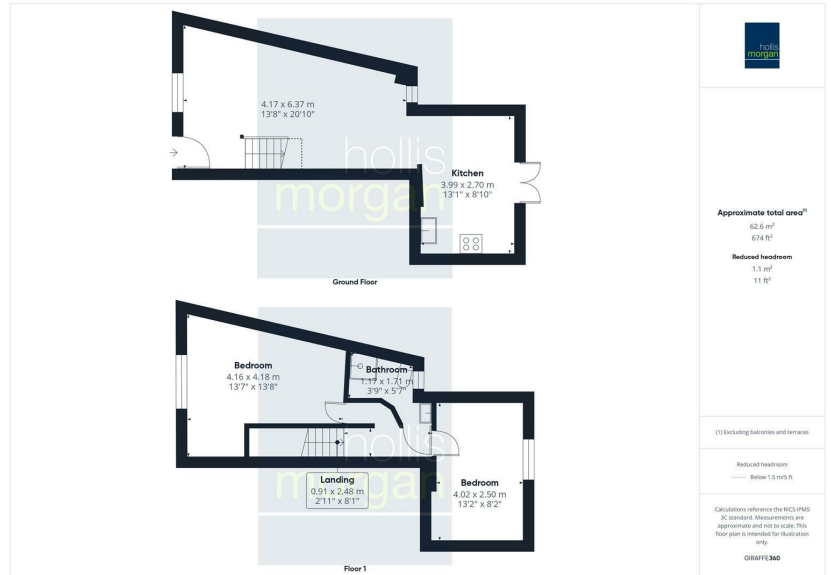 4.17 x 6.37 m
13'8" x 20'10"
hollis
morgan
Kitchen
3.99 x 2.70 m
13'1" x 8'10"
Ground Floor
Bedroom
4.16 x 4.18 m
13'7" x 13'8"
Bathroom
1.17 x 1.71 m
3'9" x 5'7"
hollis
morgan
Landing
0.91 x 2.48 m
2'11" x 8'1"
Bedroom
4.02 x 2.50 m
13'2" x 8'2"
Floor 1
hollis
morgan
Approximate total area(1)
62.6 m²
674 ft²
Reduced headroom
1.1 m²
11 ft²
(1) Excluding balconies and terraces
Reduced headroom
Below 1.5 m/5 ft
Calculations reference the RICS IPMS
3C standard. Measurements are
approximate and not to scale. This
floor plan is intended for illustration
only.
GIRAFFE360